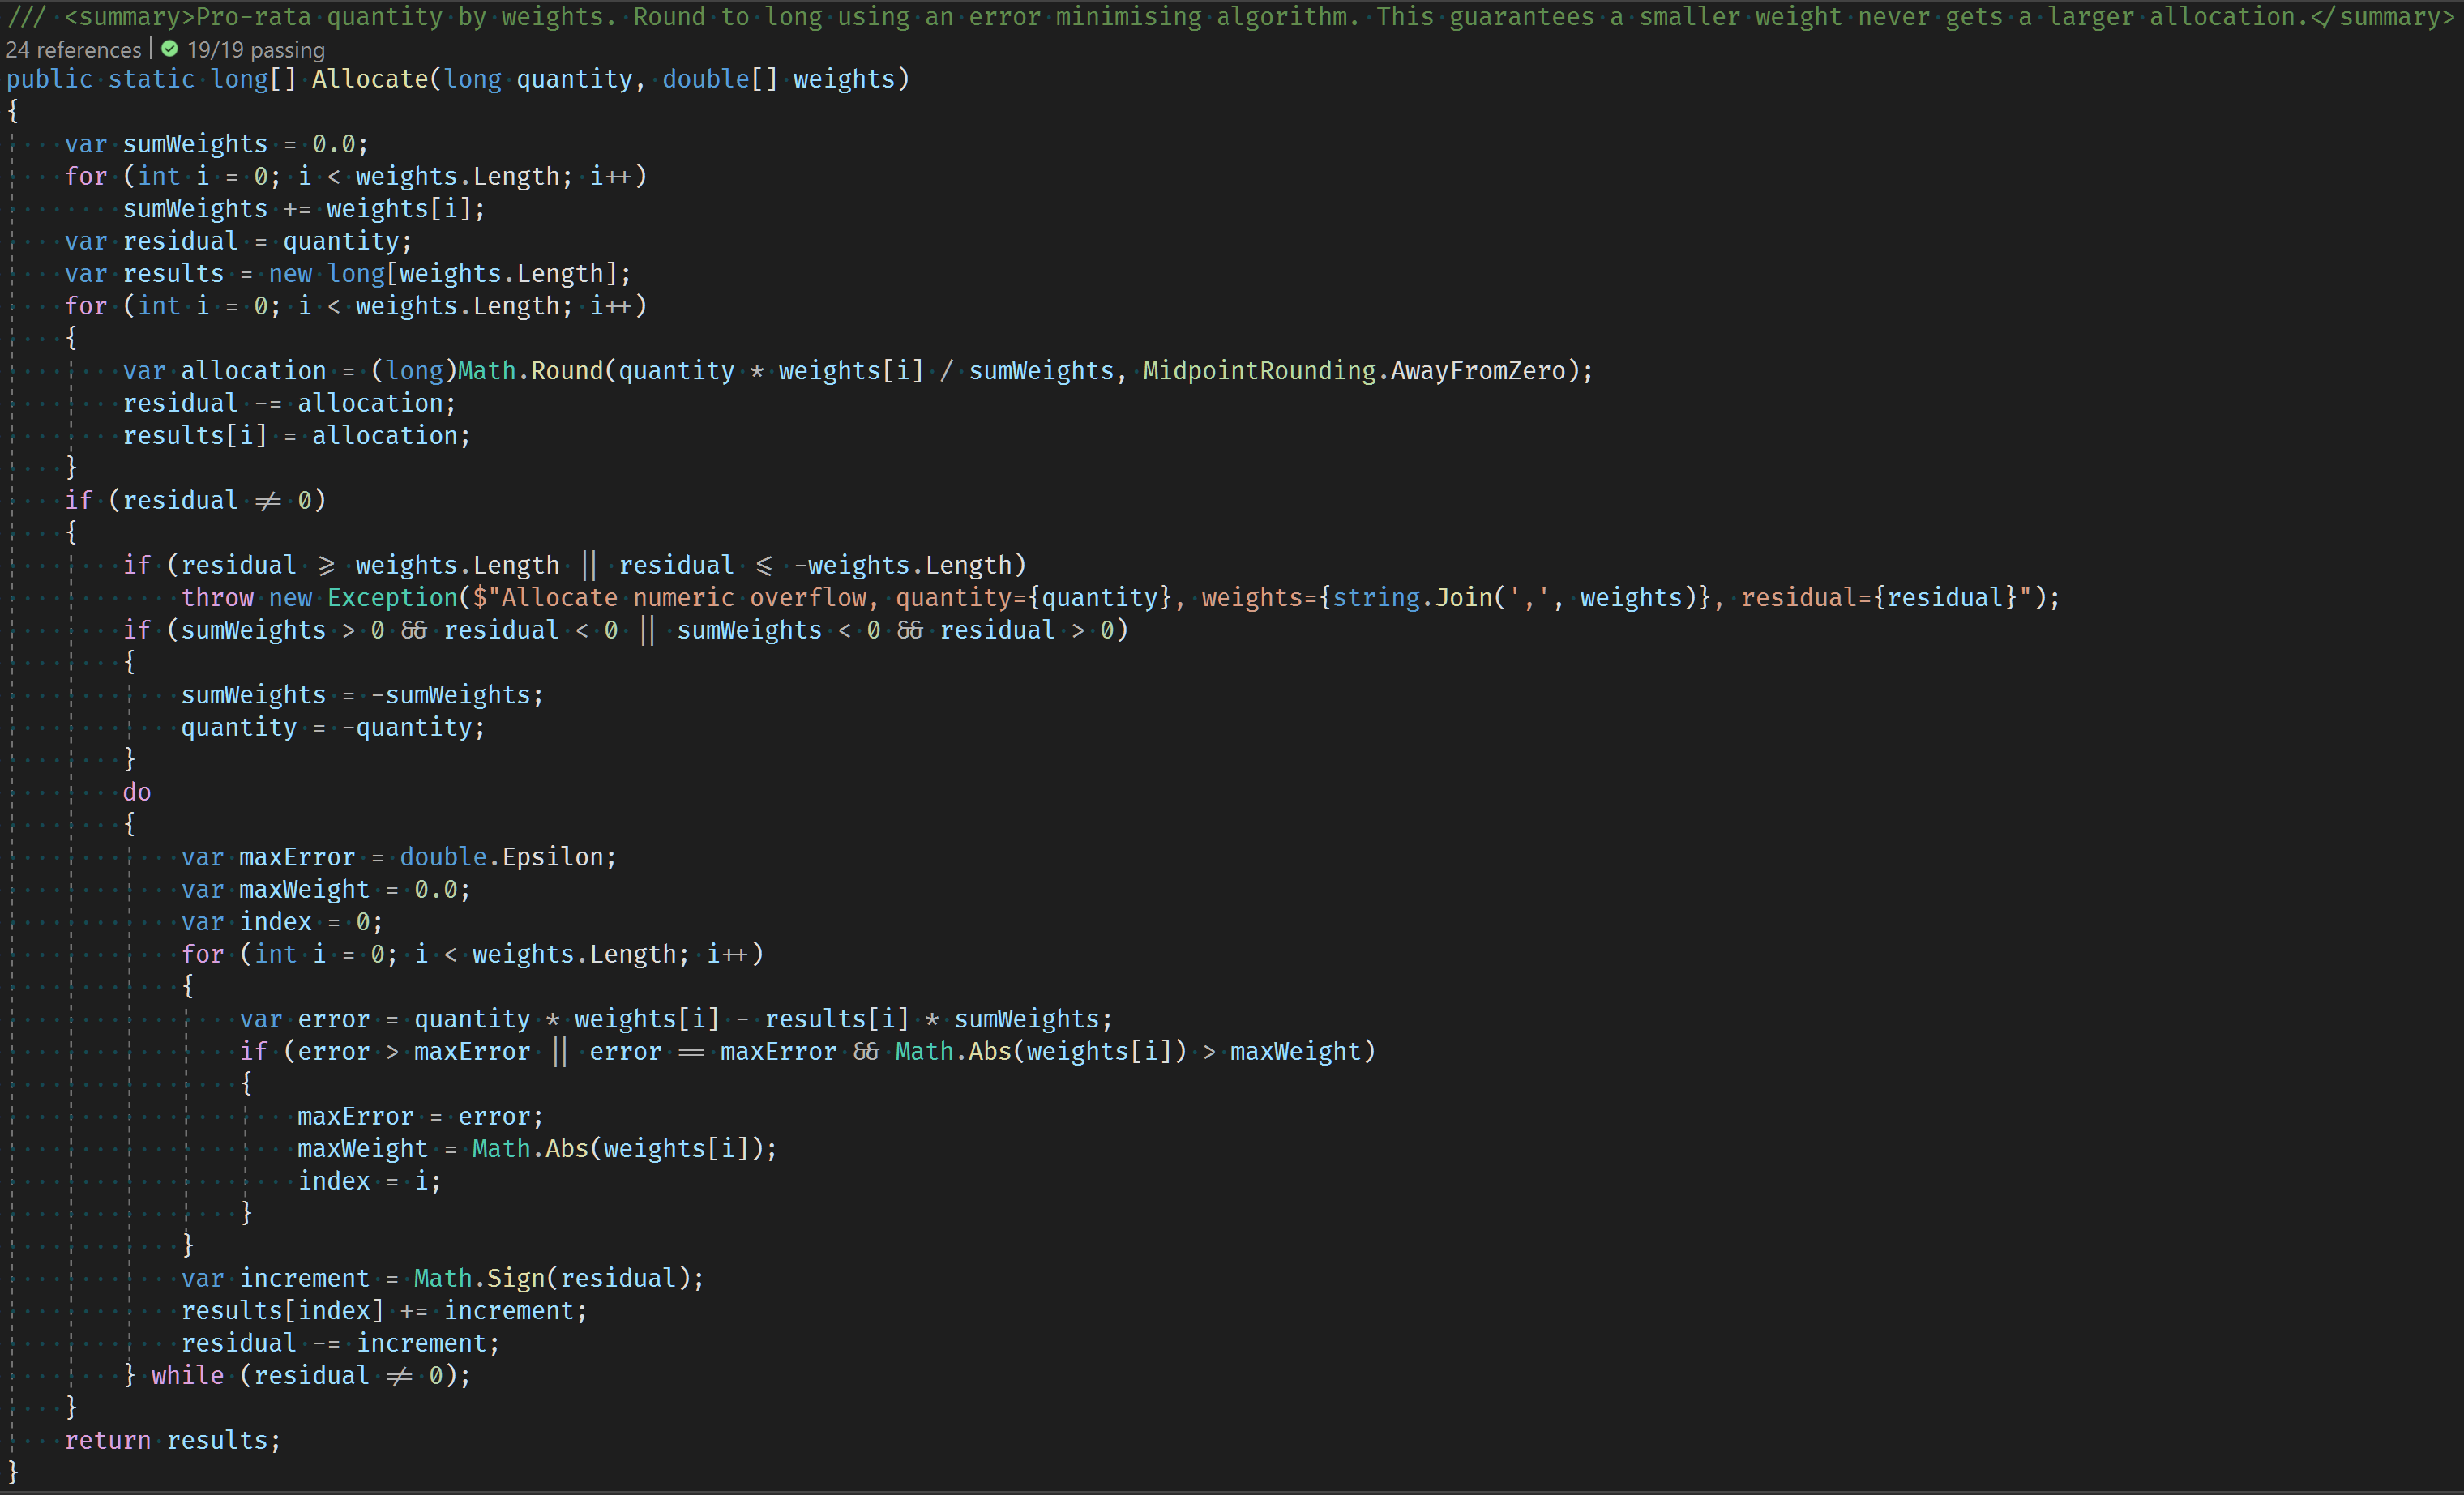 /// <summary>Pro-rata quantity by weights. Round to long using an error minimising algorithm. This guarantees a smaller weight never gets a larger allocation.</summary>
24 references | 19/19 passing
public static long[] Allocate(long quantity, double[] weights)
{
    var sumWeights = 0.0;
    for (int i = 0; i < weights.Length; i++)
        sumWeights += weights[i];
    var residual = quantity;
    var results = new long[weights.Length];
    for (int i = 0; i < weights.Length; i++)
    {
        var allocation = (long)Math.Round(quantity * weights[i] / sumWeights, MidpointRounding.AwayFromZero);
        residual -= allocation;
        results[i] = allocation;
    }
    if (residual != 0)
    {
        if (residual >= weights.Length || residual <= -weights.Length)
            throw new Exception($"Allocate numeric overflow, quantity={quantity}, weights={string.Join(',', weights)}, residual={residual}");
        if (sumWeights > 0 && residual < 0 || sumWeights < 0 && residual > 0)
        {
            sumWeights = -sumWeights;
            quantity = -quantity;
        }
        do
        {
            var maxError = double.Epsilon;
            var maxWeight = 0.0;
            var index = 0;
            for (int i = 0; i < weights.Length; i++)
            {
                var error = quantity * weights[i] - results[i] * sumWeights;
                if (error > maxError || error == maxError && Math.Abs(weights[i]) > maxWeight)
                {
                    maxError = error;
                    maxWeight = Math.Abs(weights[i]);
                    index = i;
                }
            }
            var increment = Math.Sign(residual);
            results[index] += increment;
            residual -= increment;
        } while (residual != 0);
    }
    return results;
}